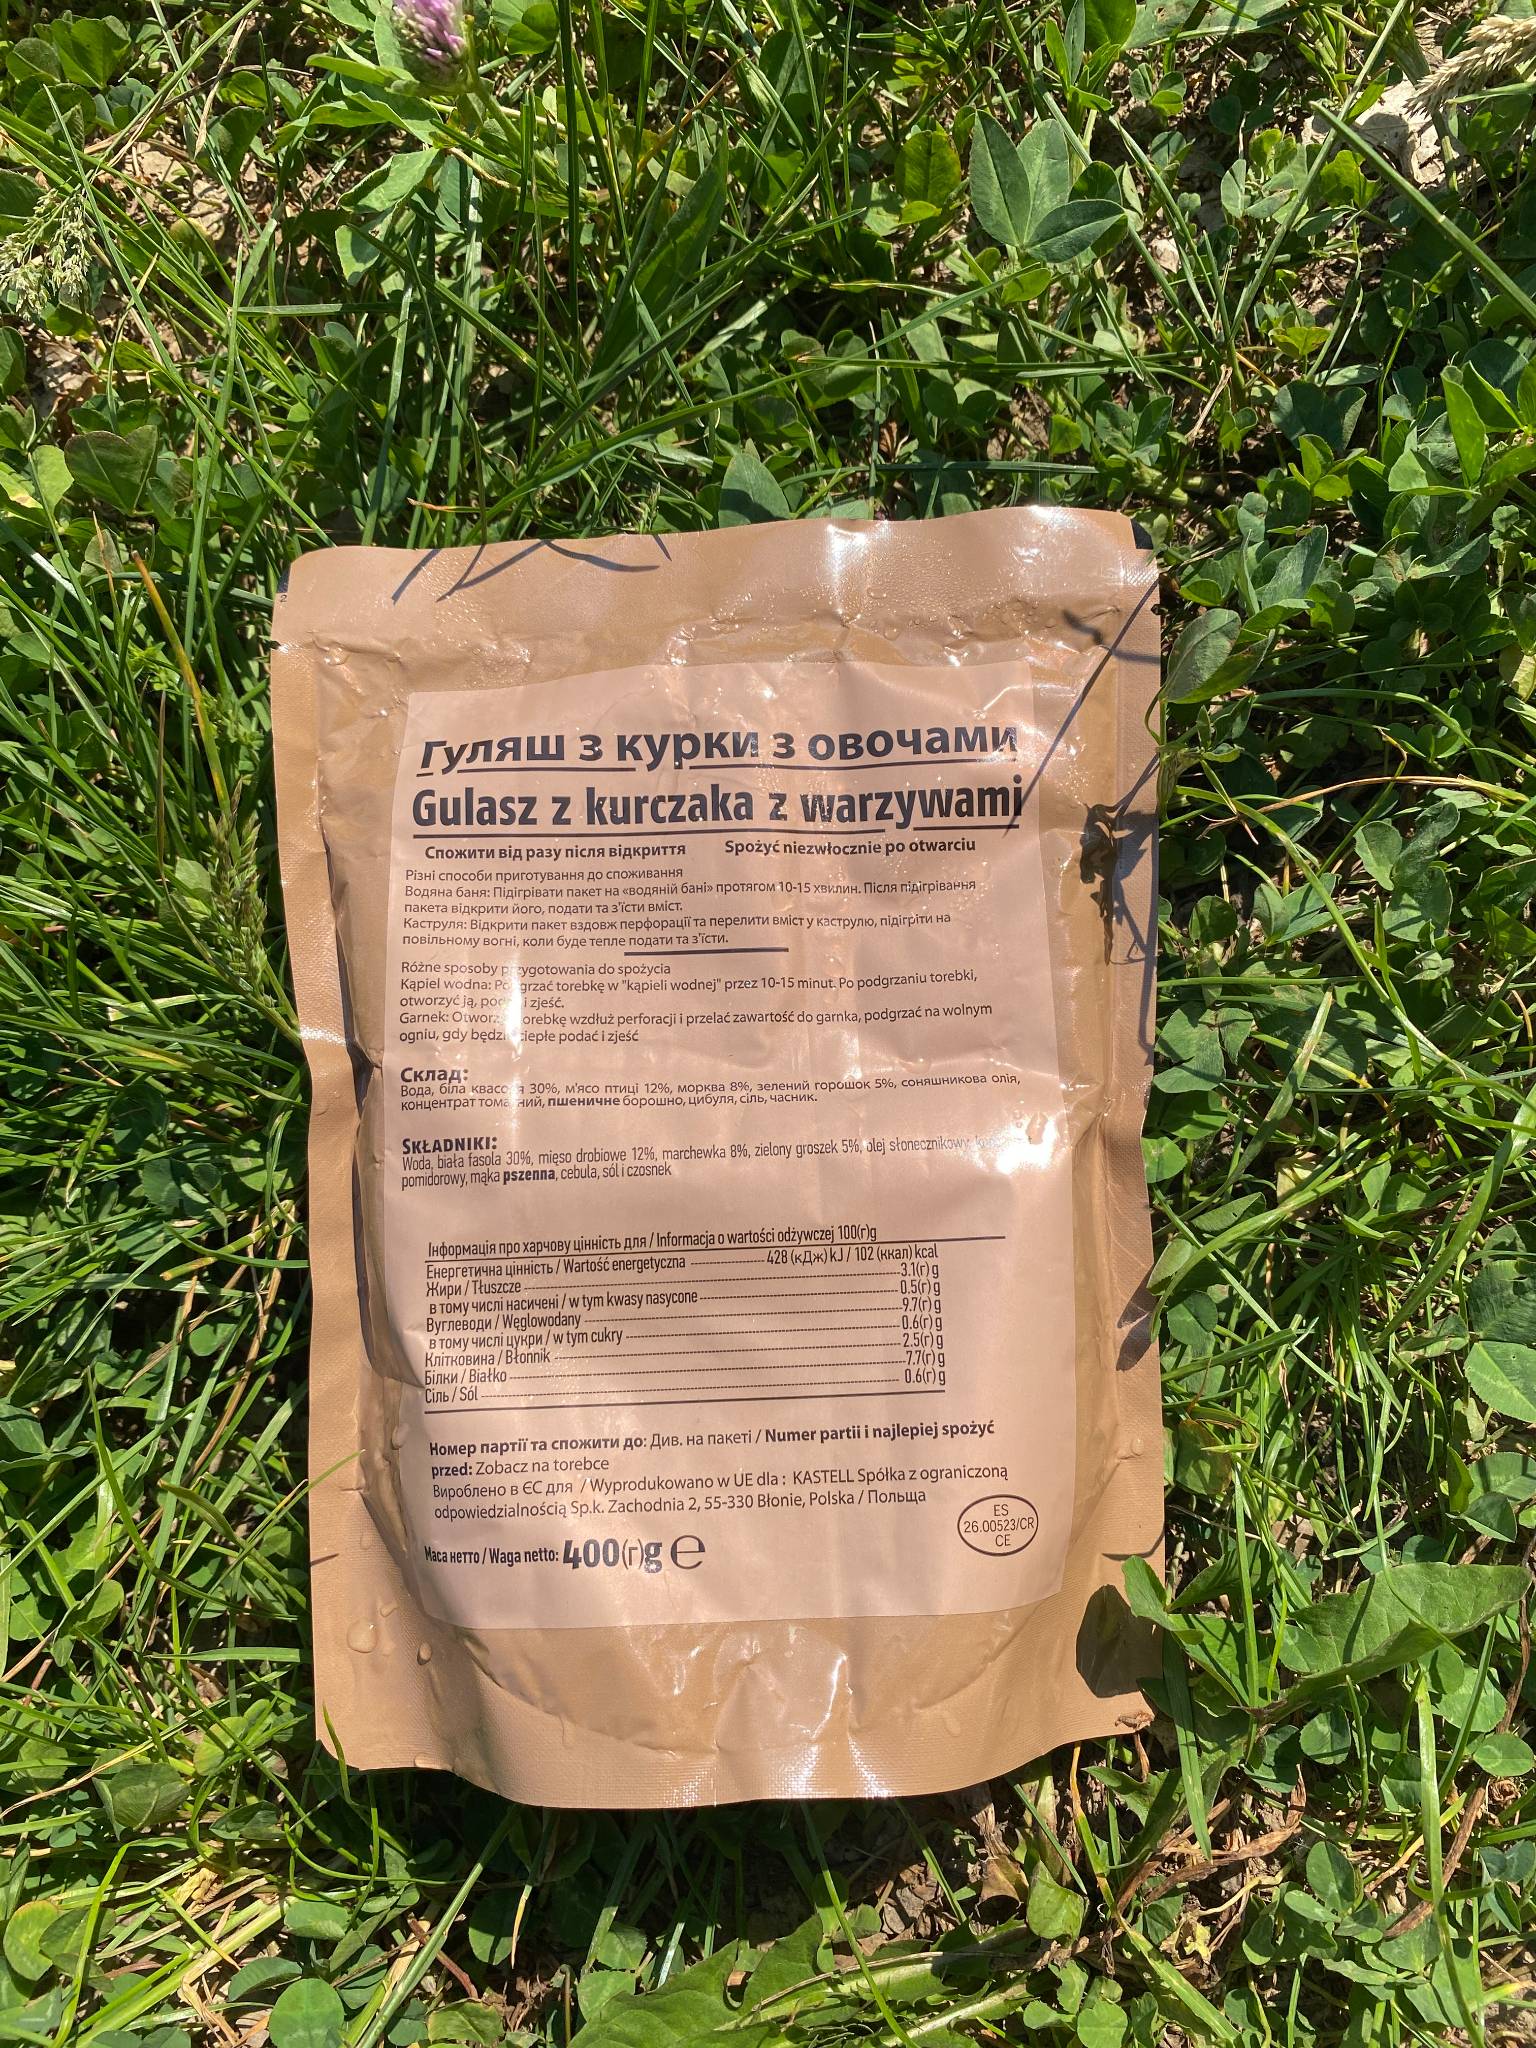 2
Гуляш з курки з овочами
Gulasz z kurczaka z warzywami
Спожити від разу після відкриття Spożyć niezwłocznie po otwarciu
Різні способи приготування до споживання
Водяна баня: Підігрівати пакет на «водяній бані» протягом 10-15 хвилин. Після підігрівання
пакета відкрити його, подати та з'їсти вміст.
Каструля: Відкрити пакет вздовж перфорації та перелити вміст у каструлю, підігріти на
повільному вогні, коли буде тепле подати та з'їсти.
Różne sposoby przygotowania do spożycia
Kąpiel wodna: Podgrzać torebkę w "kąpieli wodnej" przez 10-15 minut. Po podgrzaniu torebki,
otworzyć ją, podać i zjeść.
Garnek: Otworzyć torebkę wzdłuż perforacji i przelać zawartość do garnka, podgrzać na wolnym
ogniu, gdy będzie ciepłe podać i zjeść
Склад:
Вода, біла квасоля 30%, м'ясо птиці 12%, морква 8%, зелений горошок 5%, соняшникова олія,
концентрат томатний, пшеничне борошно, цибуля, сіль, часник.
SKŁADNIKI:
Woda, biała fasola 30%, mięso drobiowe 12%, marchewka 8%, zielony groszek 5%, olej słonecznikowy,
pomidorowy, mąka pszenna, cebula, sól i czosnek
Інформація про харчову цінність для / Informacja o wartości odżywczej 100(г)g
Енергетична цінність / Wartość energetyczna 428 (кДж) kJ / 102 (ккал) kcal
Жири / Tłuszcze 3.1(г) g
в тому числі насичені / w tym kwasy nasycone 0.5(г) g
Вуглеводи / Węglowodany 9.7(г) g
в тому числі цукри / w tym cukry 0.6(г) g
Клітковина / Błonnik 2.5(г) g
Білки / Białko 7.7(г) g
Сіль / Sól 0.6(г) g
Номер партії та спожити до: Див. на пакеті / Numer partii i najlepiej spożyć
przed: Zobacz na torebce
Вироблено в ЄС для / Wyprodukowano w UE dla : KASTELL Spółka z ograniczoną
odpowiedzialnością Sp.k. Zachodnia 2, 55-330 Błonie, Polska / Польща
ES
26.00523/CR
CE
Маса нетто / Waga netto: 400(г)g ℮